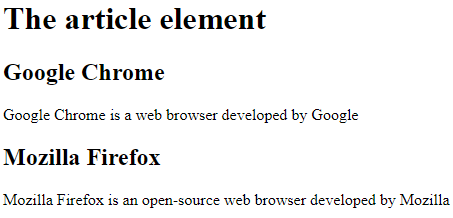 The article element
Google Chrome
Google Chrome is a web browser developed by Google
Mozilla Firefox
Mozilla Firefox is an open-source web browser developed by Mozilla